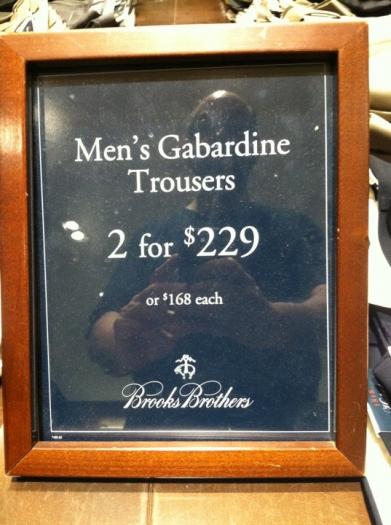 Men's Gabardine
Trousers
2 for $229
or $168 each
Brooks Brothers